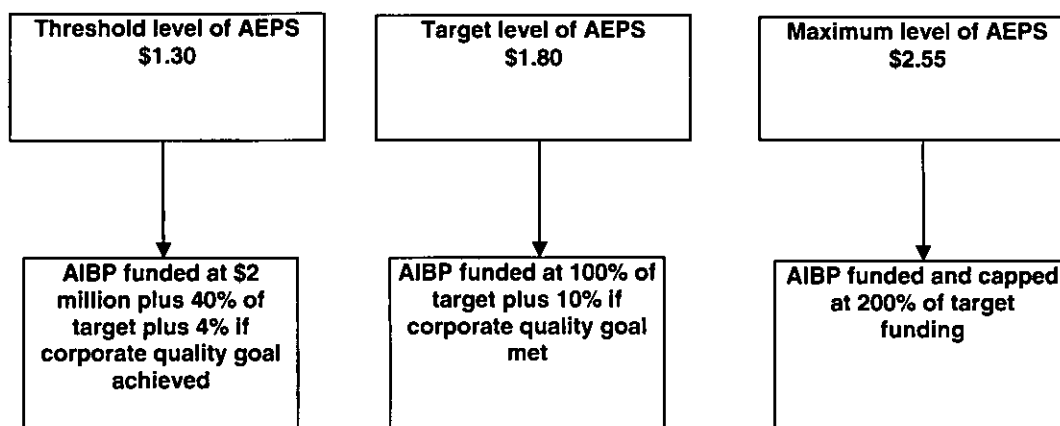 Threshold level of AEPS
$1.30
Target level of AEPS
$1.80
Maximum level of AEPS
$2.55
AIBP funded at $2
million plus 40% of
target plus 4% if
corporate quality goal
achieved
AIBP funded at 100% of
target plus 10% if
corporate quality goal
met
AIBP funded and capped
at 200% of target
funding